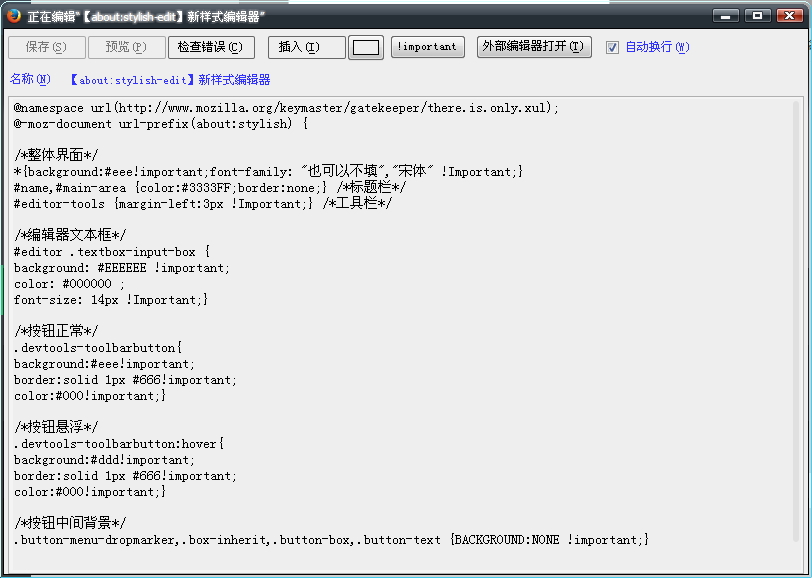 正在编辑“【about:stylish-edit】新样式编辑器”
保存(S) 预览(P) 检查错误(C) 插入(I) !important 外部编辑器打开(T) 自动换行(W)
名称(N) 【about:stylish-edit】新样式编辑器
@namespace url(http://www.mozilla.org/keymaster/gatekeeper/there.is.only.xul);
@-moz-document url-prefix(about:stylish) {
/*整体界面*/
*{background:#eee!important;font-family: "也可以不填","宋体" !Important;}
#name,#main-area {color:#3333FF;border:none;} /*标题栏*/
#editor-tools {margin-left:3px !Important;} /*工具栏*/
/*编辑器文本框*/
#editor .textbox-input-box {
background: #EEEEEE !important;
color: #000000 ;
font-size: 14px !Important;}
/*按钮正常*/
.devtools-toolbarbutton{
background:#eee!important;
border:solid 1px #666!important;
color:#000!important;}
/*按钮悬浮*/
.devtools-toolbarbutton:hover{
background:#ddd!important;
border:solid 1px #666!important;
color:#000!important;}
/*按钮中间背景*/
.button-menu-dropmarker,.box-inherit,.button-box,.button-text {BACKGROUND:NONE !important;}